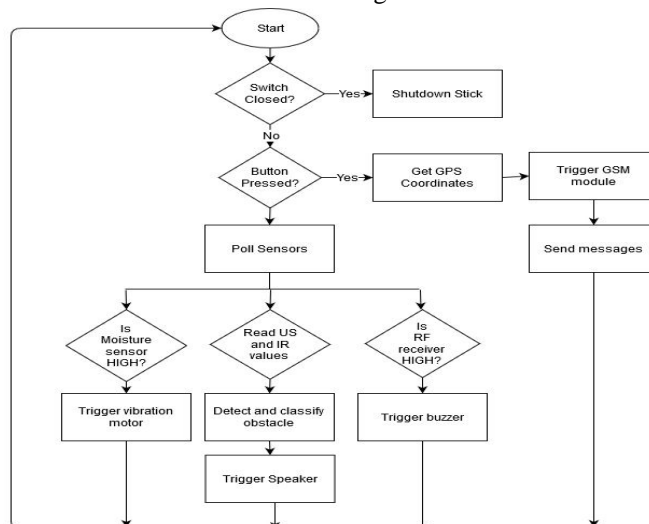 Start
Switch
Closed?
Yes
Shutdown Stick
No
Button
Pressed?
Yes
Get GPS
Coordinates
Trigger GSM
module
Poll Sensors
Send messages
Is
Moisture
sensor
HIGH?
Read US
and IR
values
Is
RF
receiver
HIGH?
Trigger vibration
motor
Detect and classify
obstacle
Trigger buzzer
Trigger Speaker